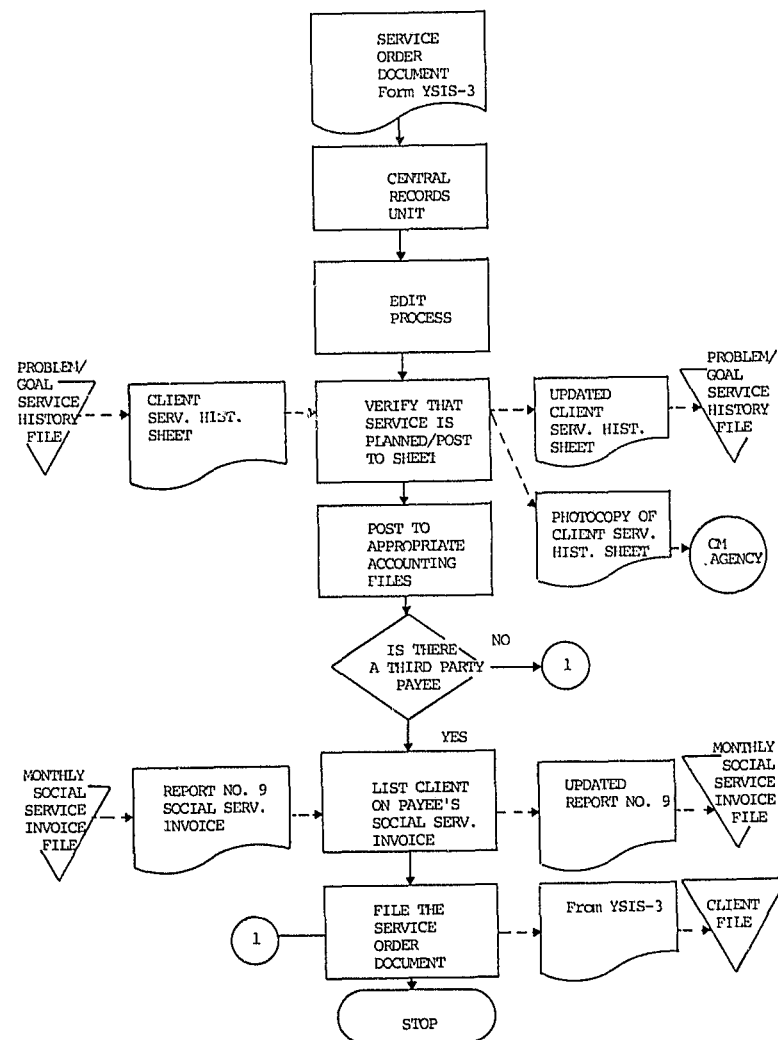 SERVICE
ORDER
DOCUMENT
Form YSIS-3
CENTRAL
RECORDS
UNIT
EDIT
PROCESS
PROBLEM/
GOAL
SERVICE
HISTORY
FILE
CLIENT
SERV. HIST.
SHEET
VERIFY THAT
SERVICE IS
PLANNED/POST
TO SHEET
UPDATED
CLIENT
SERV. HIST.
SHEET
PROBLEM/
GOAL
SERVICE
HISTORY
FILE
POST TO
APPROPRIATE
ACCOUNTING
FILES
PHOTOCOPY OF
CLIENT SERV.
HIST. SHEET
CM
AGENCY
IS THERE
A THIRD PARTY
PAYEE
NO
1
YES
MONTHLY
SOCIAL
SERVICE
INVOICE
FILE
REPORT NO. 9
SOCIAL SERV.
INVOICE
LIST CLIENT
ON PAYEE'S
SOCIAL SERV.
INVOICE
UPDATED
REPORT NO. 9
MONTHLY
SOCIAL
SERVICE
INVOICE
FILE
1
FILE THE
SERVICE
ORDER
DOCUMENT
From YSIS-3
CLIENT
FILE
STOP